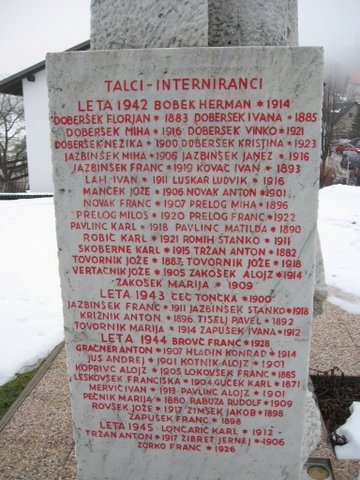 TALCI-INTERNIRANCI
LETA 1942 BOBEK HERMAN * 1914
DOBERŠEK FLORJAN * 1883 DOBERŠEK IVANA * 1885
DOBERŠEK MIHA * 1916 DOBERŠEK VINKO * 1921
DOBERŠEK NEŽIKA * 1900 DOBERŠEK KRISTINA * 1923
JAZBINŠEK MIHA * 1906 JAZBINŠEK JANEZ * 1916
JAZBINŠEK FRANC * 1919 KOVAČ IVAN * 1893
LAH IVAN * 1911 LUSKAR LUDVIK * 1916
MANČEK JOŽE * 1906 NOVAK ANTON * 1901
NOVAK FRANC * 1907 PRELOG MIHA * 1896
PRELOG MILOŠ * 1920 PRELOG FRANC * 1922
PAVLINC KARL * 1918 PAVLINC MATILDA * 1890
ROBIČ KARL * 1921 ROMIH STANKO * 1911
SKOBERNE KARL * 1915 TRŽAN ANTON * 1882
TOVORNIK JOŽE * 1887 TOVORNIK JOŽE * 1918
VERTAČNIK JOŽE * 1905 ZAKOŠEK ALOJZ * 1914
ZAKOŠEK MARIJA * 1909
LETA 1943 ČEČ TONČKA * 1900
JAZBINŠEK FRANC * 1911 JAZBINŠEK STANKO * 1918
KRIŽNIK ANTON * 1896 TISELJ PAVEL * 1892
TOVORNIK MARIJA * 1914 ZAPUŠEK IVANA * 1912
LETA 1944 BROVČ FRANC * 1928
GRAČNER ANTON * 1907 HLADIN KONRAD * 1914
JUS ANDREJ * 1901 KOTNIK ALOJZ * 1901
KOPRIVC ALOJZ * 1905 LOKOVŠEK FRANC * 1885
LESKOVŠEK FRANČIŠKA * 1904 GUČEK KARL * 1871
MERVIČ IVAN * 1913 PAVLINC ALOJZ * 1901
PEČNIK MARIJA * 1880 RABUZA RUDOLF * 1909
ROVŠEK JOŽE * 1917 ZIMŠEK JAKOB * 1898
ZAPUŠEK FRANC * 1898
LETA 1945 LONČARIČ KARL * 1912
TRŽAN ANTON * 1917 ŽIBRET JERNEJ * 1906
ZORKO FRANC * 1926